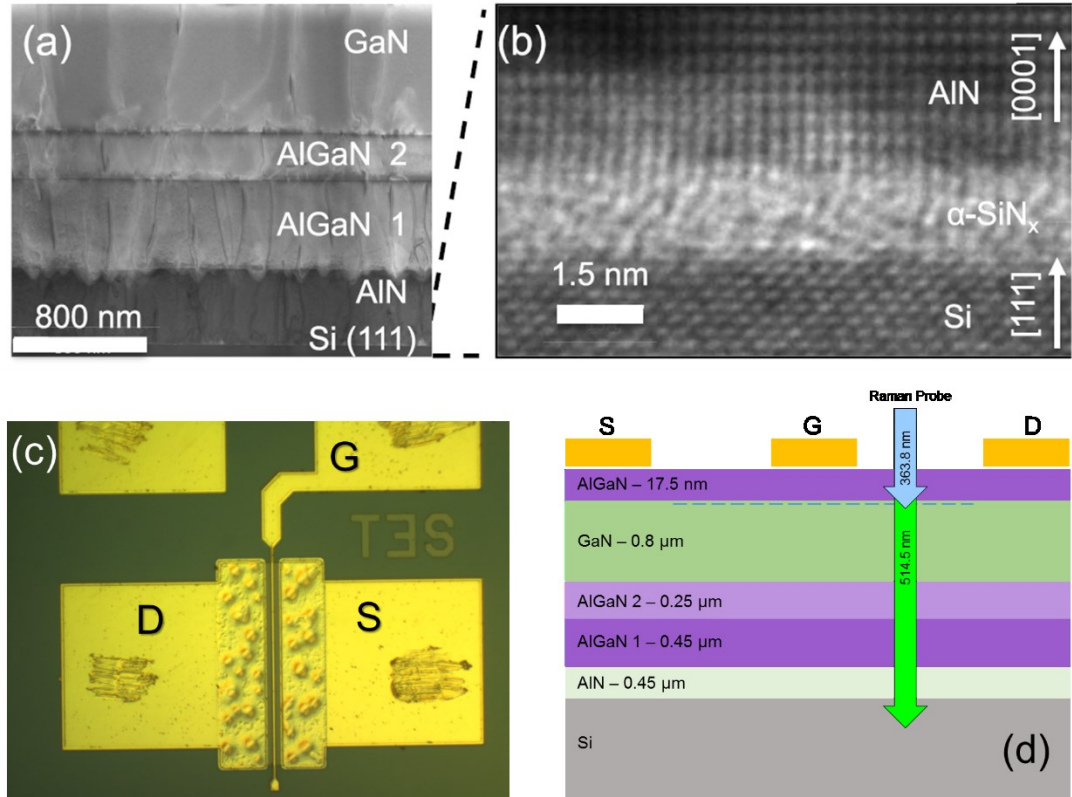 (a)
GaN
AlGaN 2
AlGaN 1
AlN
800 nm
Si (111)
(b)
AlN
[0001]
α-SiNₓ
1.5 nm
Si
[111]
(c)
G
SET
D
S
Raman Probe
S
G
D
363.8 nm
AlGaN – 17.5 nm
GaN – 0.8 µm
514.5 nm
AlGaN 2 – 0.25 µm
AlGaN 1 – 0.45 µm
AlN – 0.45 µm
Si
(d)